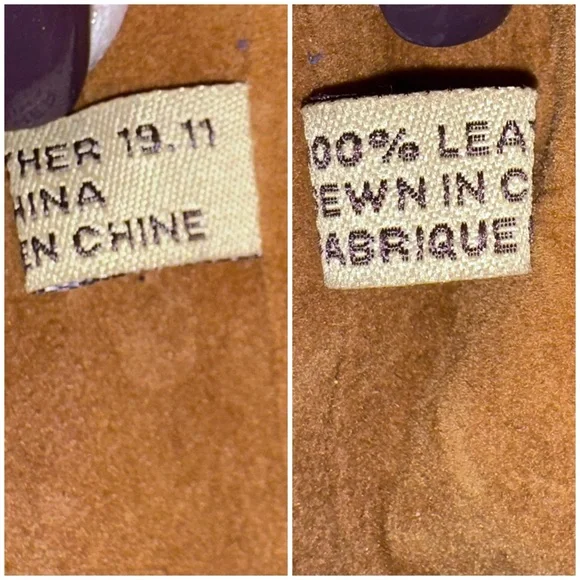 THER 19.11
HINA
EN CHINE
00% LEAT
EWN IN C
ABRIQUE